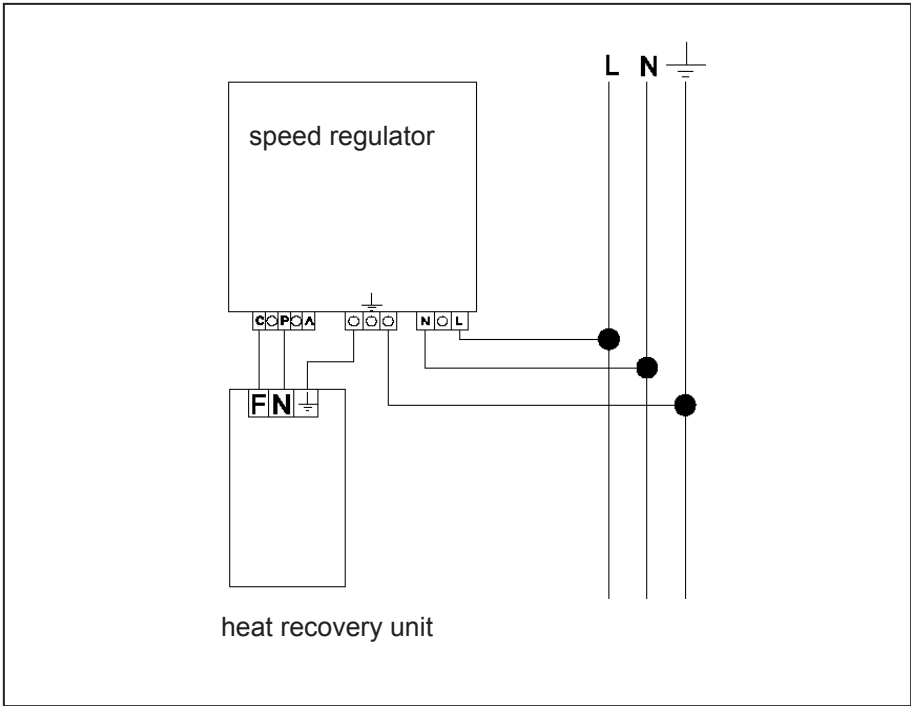 L N
speed regulator
C P A
N L
F N
heat recovery unit